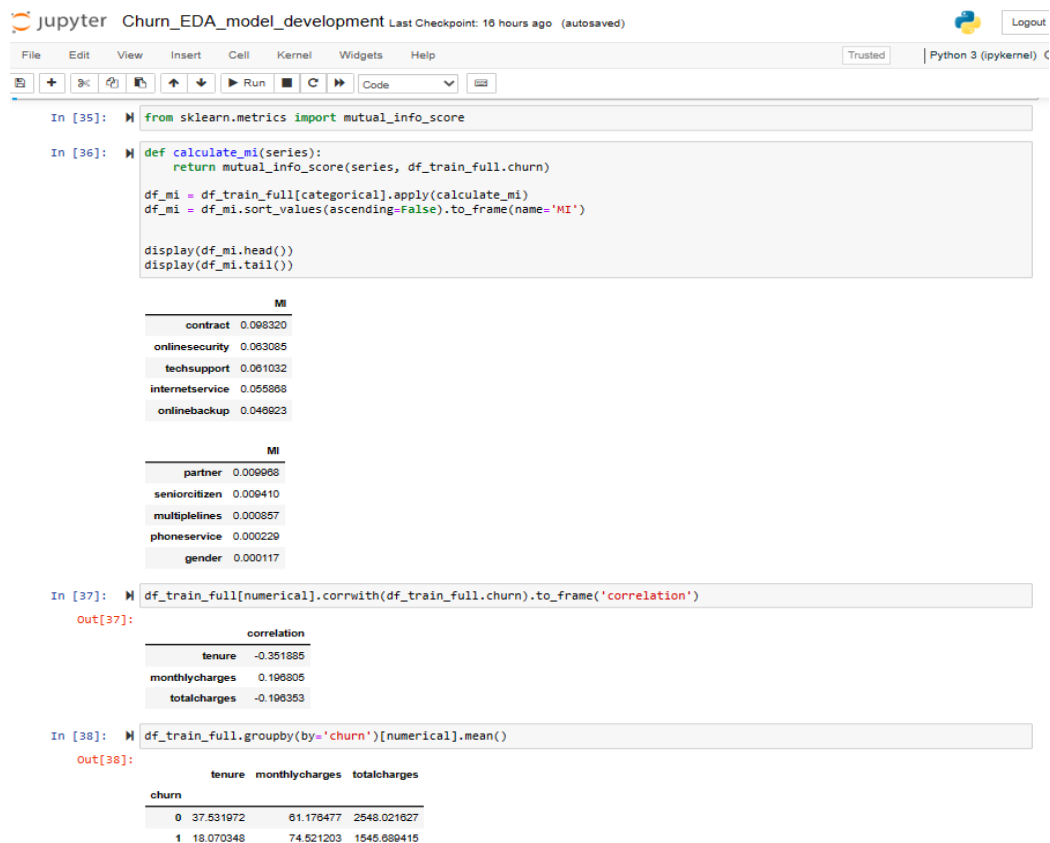 jupyter Churn_EDA_model_development Last Checkpoint: 16 hours ago (autosaved)
Logout
File Edit View Insert Cell Kernel Widgets Help
Trusted Python 3 (ipykernel)
Run Code
In [35]: from sklearn.metrics import mutual_info_score
In [36]: def calculate_mi(series):
return mutual_info_score(series, df_train_full.churn)
df_mi = df_train_full[categorical].apply(calculate_mi)
df_mi = df_mi.sort_values(ascending=False).to_frame(name='MI')
display(df_mi.head())
display(df_mi.tail())
MI
contract 0.098320
onlinesecurity 0.063085
techsupport 0.061032
internetservice 0.055868
onlinebackup 0.046923
MI
partner 0.009968
seniorcitizen 0.009410
multiplelines 0.000857
phoneservice 0.000229
gender 0.000117
In [37]: df_train_full[numerical].corrwith(df_train_full.churn).to_frame('correlation')
Out[37]:
correlation
tenure -0.351885
monthlycharges 0.196805
totalcharges -0.196353
In [38]: df_train_full.groupby(by='churn')[numerical].mean()
Out[38]:
tenure monthlycharges totalcharges
churn
0 37.531972 61.176477 2548.021627
1 18.070348 74.521203 1545.689415